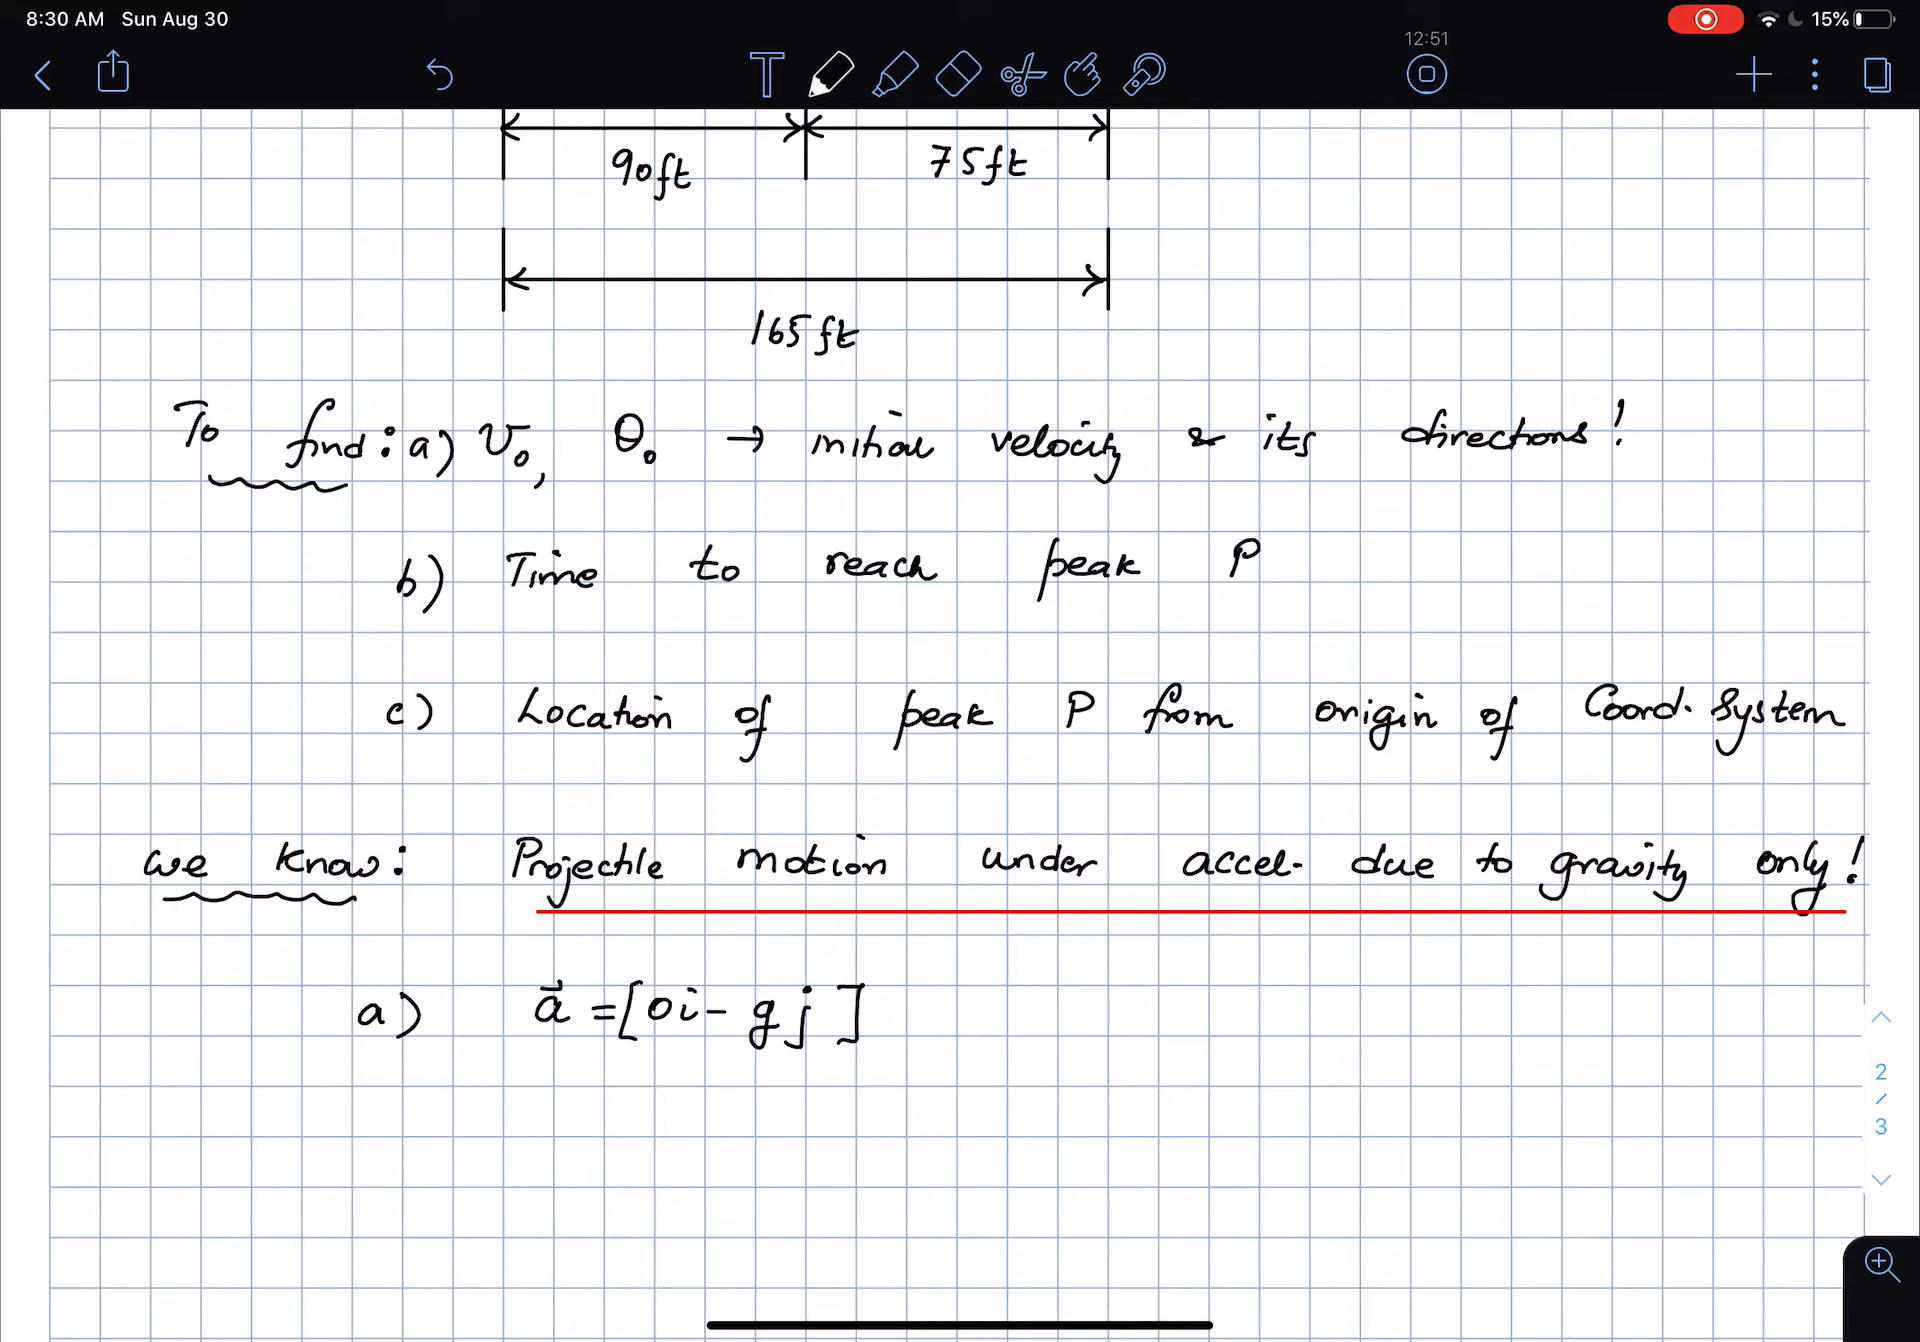 8:30 AM Sun Aug 30
15%
12:51
90ft 75ft
165ft
To find: a) v₀, θ₀ → initial velocity & its directions!
b) Time to reach peak P
c) Location of peak P from origin of Coord. System
we know: Projectile motion under accel. due to gravity only!
a) a⃗ = [0i - gj]
2
/
3